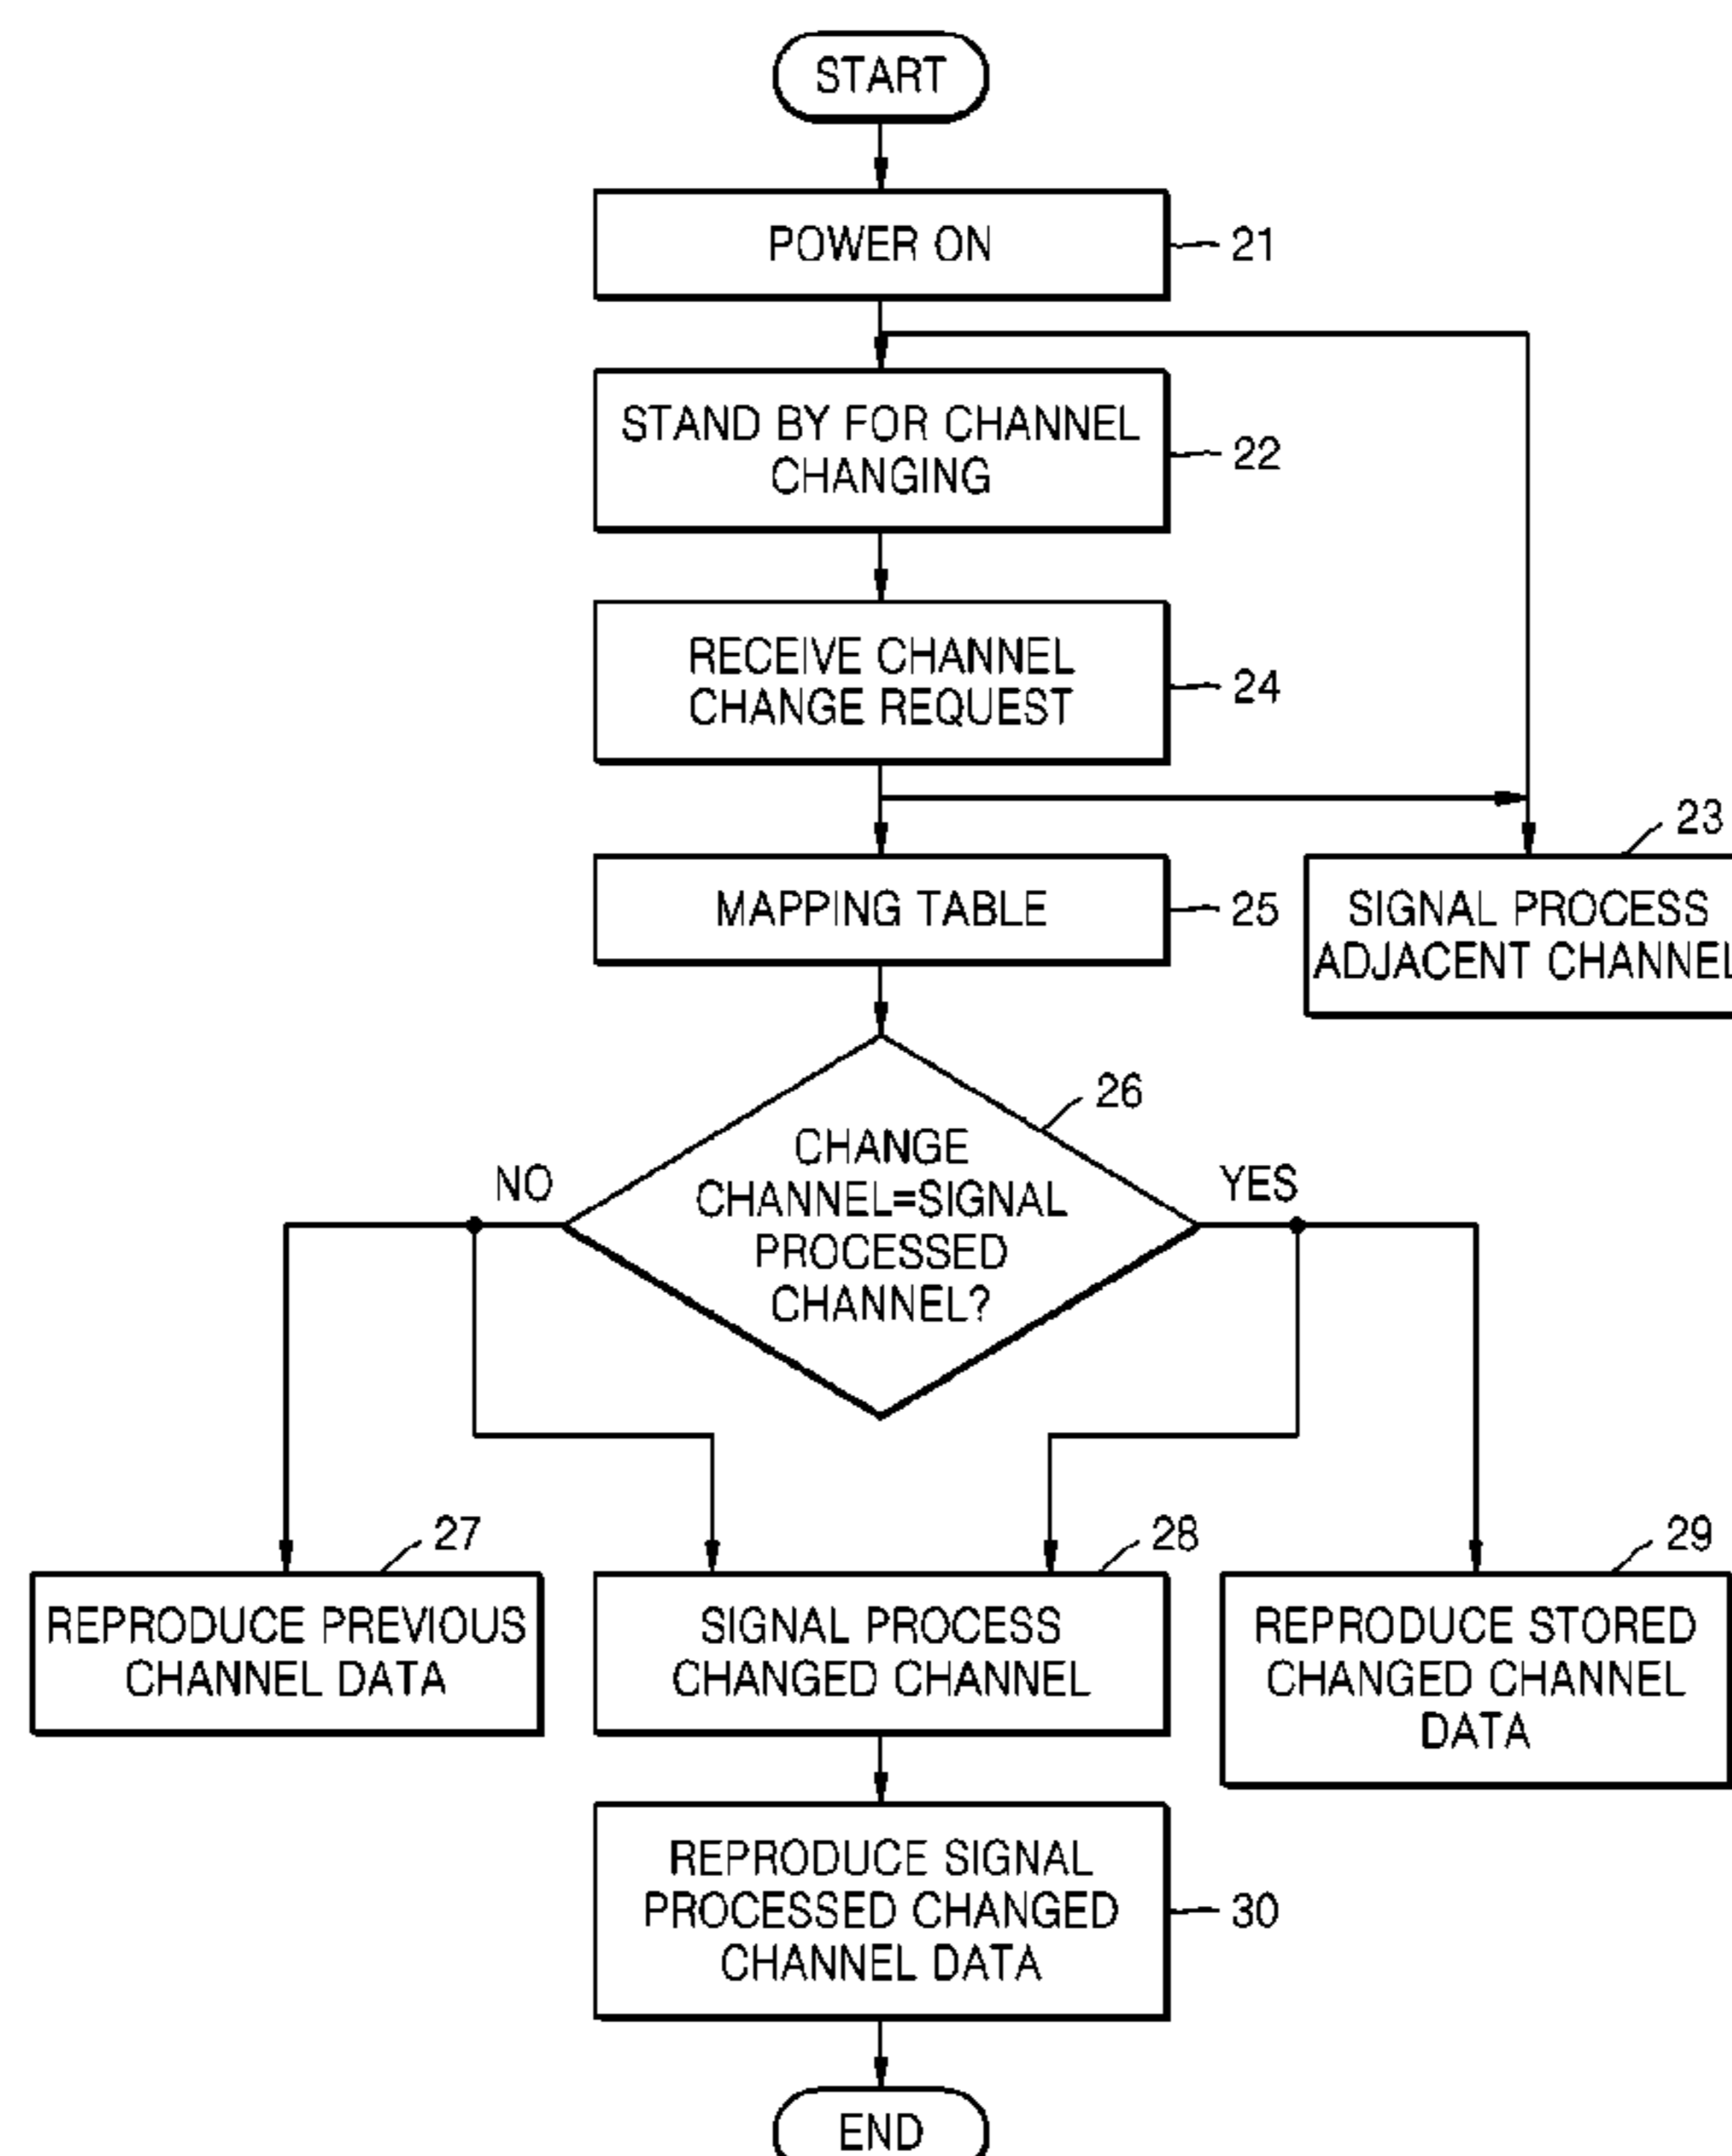 START
POWER ON
21
STAND BY FOR CHANNEL
CHANGING
22
RECEIVE CHANNEL
CHANGE REQUEST
24
MAPPING TABLE
25
23
SIGNAL PROCESS
ADJACENT CHANNEL
26
CHANGE
CHANNEL=SIGNAL
PROCESSED
CHANNEL?
NO
YES
27
REPRODUCE PREVIOUS
CHANNEL DATA
28
SIGNAL PROCESS
CHANGED CHANNEL
29
REPRODUCE STORED
CHANGED CHANNEL
DATA
REPRODUCE SIGNAL
PROCESSED CHANGED
CHANNEL DATA
30
END